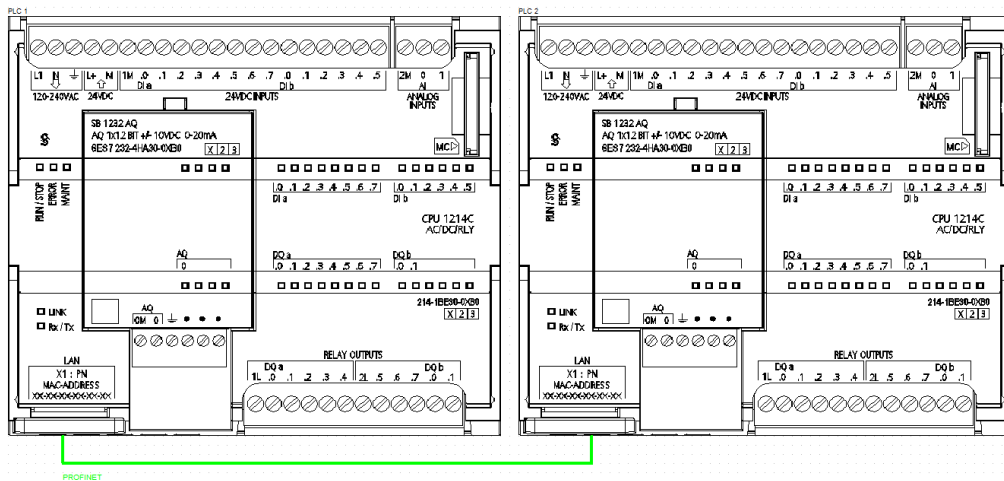 PLC 1
L1 N L+ M 1M .0 .1 .2 .3 .4 .5 .6 .7 .0 .1 .2 .3 .4 .5 2M 0 1
DI a DI b AI
120-240VAC 24VDC 24VDC INPUTS ANALOG
INPUTS
SB 1232 AQ
AQ 1x12 BIT +/- 10VDC 0-20mA
6ES7 232-4HA30-0XB0 X 2 3
MC
RUN / STOP
ERROR
MAINT
.0 .1 .2 .3 .4 .5 .6 .7 .0 .1 .2 .3 .4 .5
DI a DI b
CPU 1214C
AC/DC/RLY
AQ DQ a DQ b
0 .0 .1 .2 .3 .4 .5 .6 .7 .0 .1
214-1BE30-0XB0
X 2 3
LINK
Rx / Tx
AQ
0M 0
LAN
X1 : PN
MAC-ADDRESS
XX-XX-XX-XX-XX-XX
RELAY OUTPUTS
DQ a DQ b
1L .0 .1 .2 .3 .4 2L .5 .6 .7 .0 .1
PLC 2
L1 N L+ M 1M .0 .1 .2 .3 .4 .5 .6 .7 .0 .1 .2 .3 .4 .5 2M 0 1
DI a DI b AI
120-240VAC 24VDC 24VDC INPUTS ANALOG
INPUTS
SB 1232 AQ
AQ 1x12 BIT +/- 10VDC 0-20mA
6ES7 232-4HA30-0XB0 X 2 3
MC
RUN / STOP
ERROR
MAINT
.0 .1 .2 .3 .4 .5 .6 .7 .0 .1 .2 .3 .4 .5
DI a DI b
CPU 1214C
AC/DC/RLY
AQ DQ a DQ b
0 .0 .1 .2 .3 .4 .5 .6 .7 .0 .1
214-1BE30-0XB0
X 2 3
LINK
Rx / Tx
AQ
0M 0
LAN
X1 : PN
MAC-ADDRESS
XX-XX-XX-XX-XX-XX
RELAY OUTPUTS
DQ a DQ b
1L .0 .1 .2 .3 .4 2L .5 .6 .7 .0 .1
PROFINET